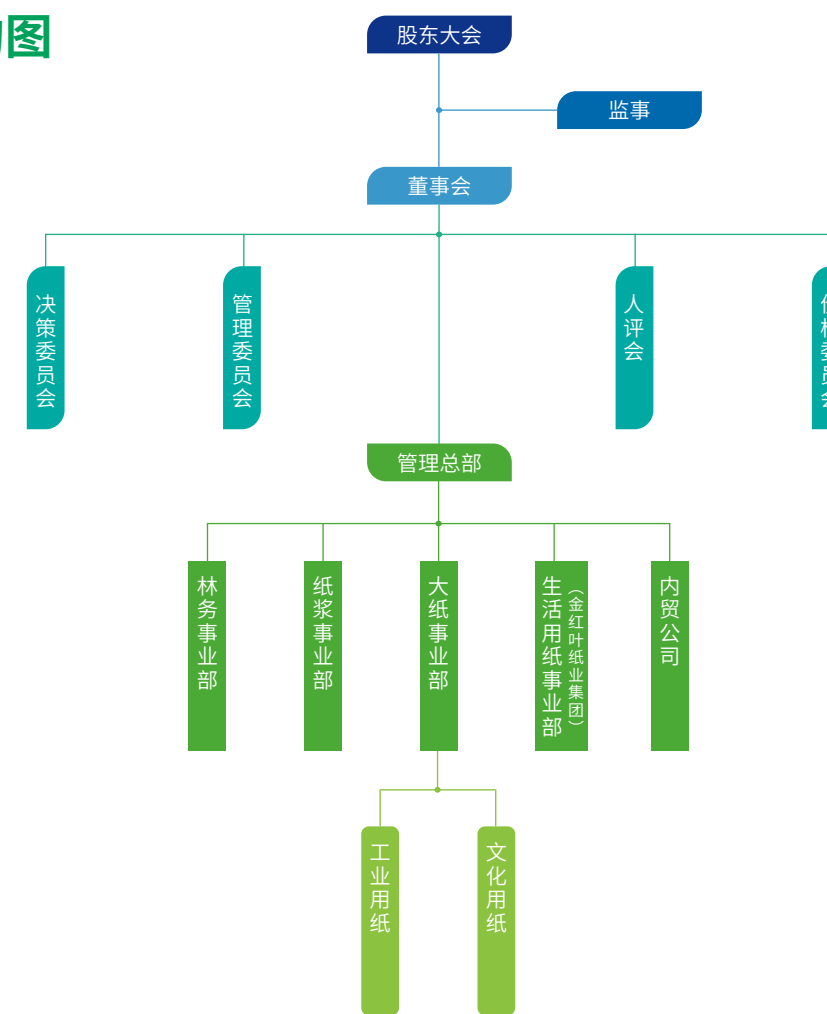 图
股东大会
监事
董事会
决策委员会
管理委员会
人评会
管理总部
林务事业部
纸浆事业部
大纸事业部
生活用纸事业部
（金红叶纸业集团）
内贸公司
工业用纸
文化用纸